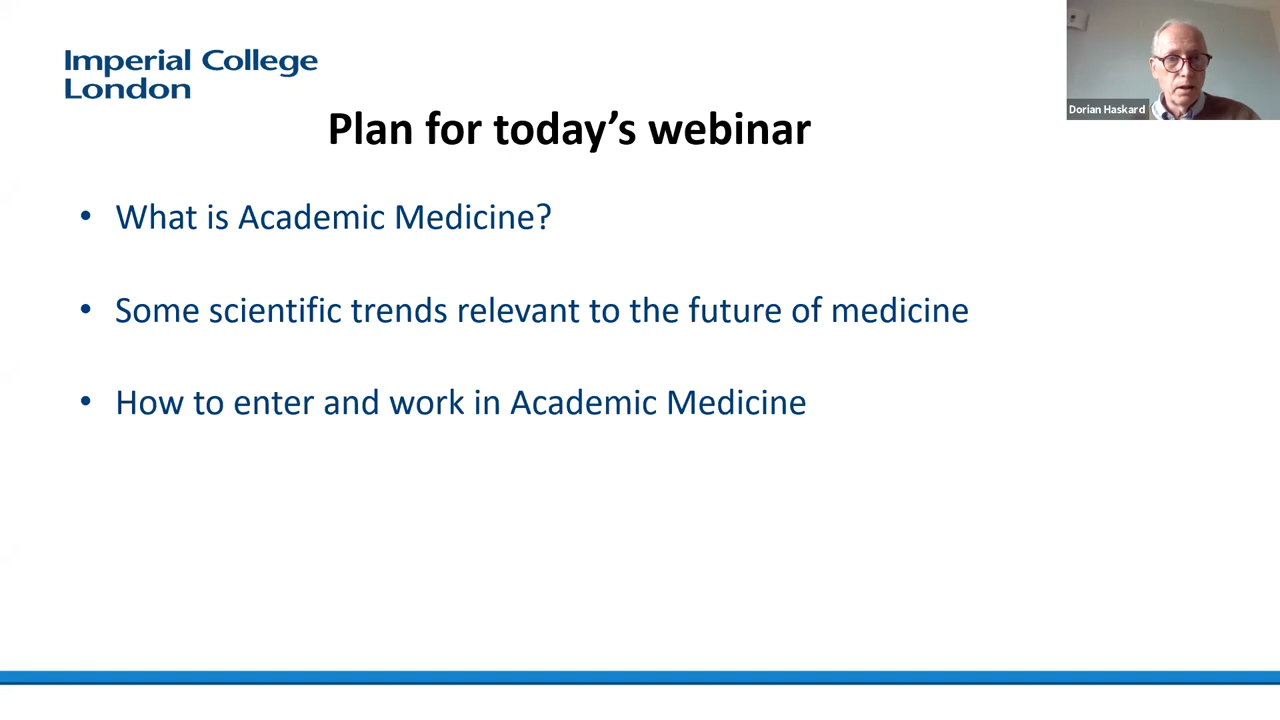 Imperial College
London
Dorian Haskard
Plan for today’s webinar
• What is Academic Medicine?
• Some scientific trends relevant to the future of medicine
• How to enter and work in Academic Medicine